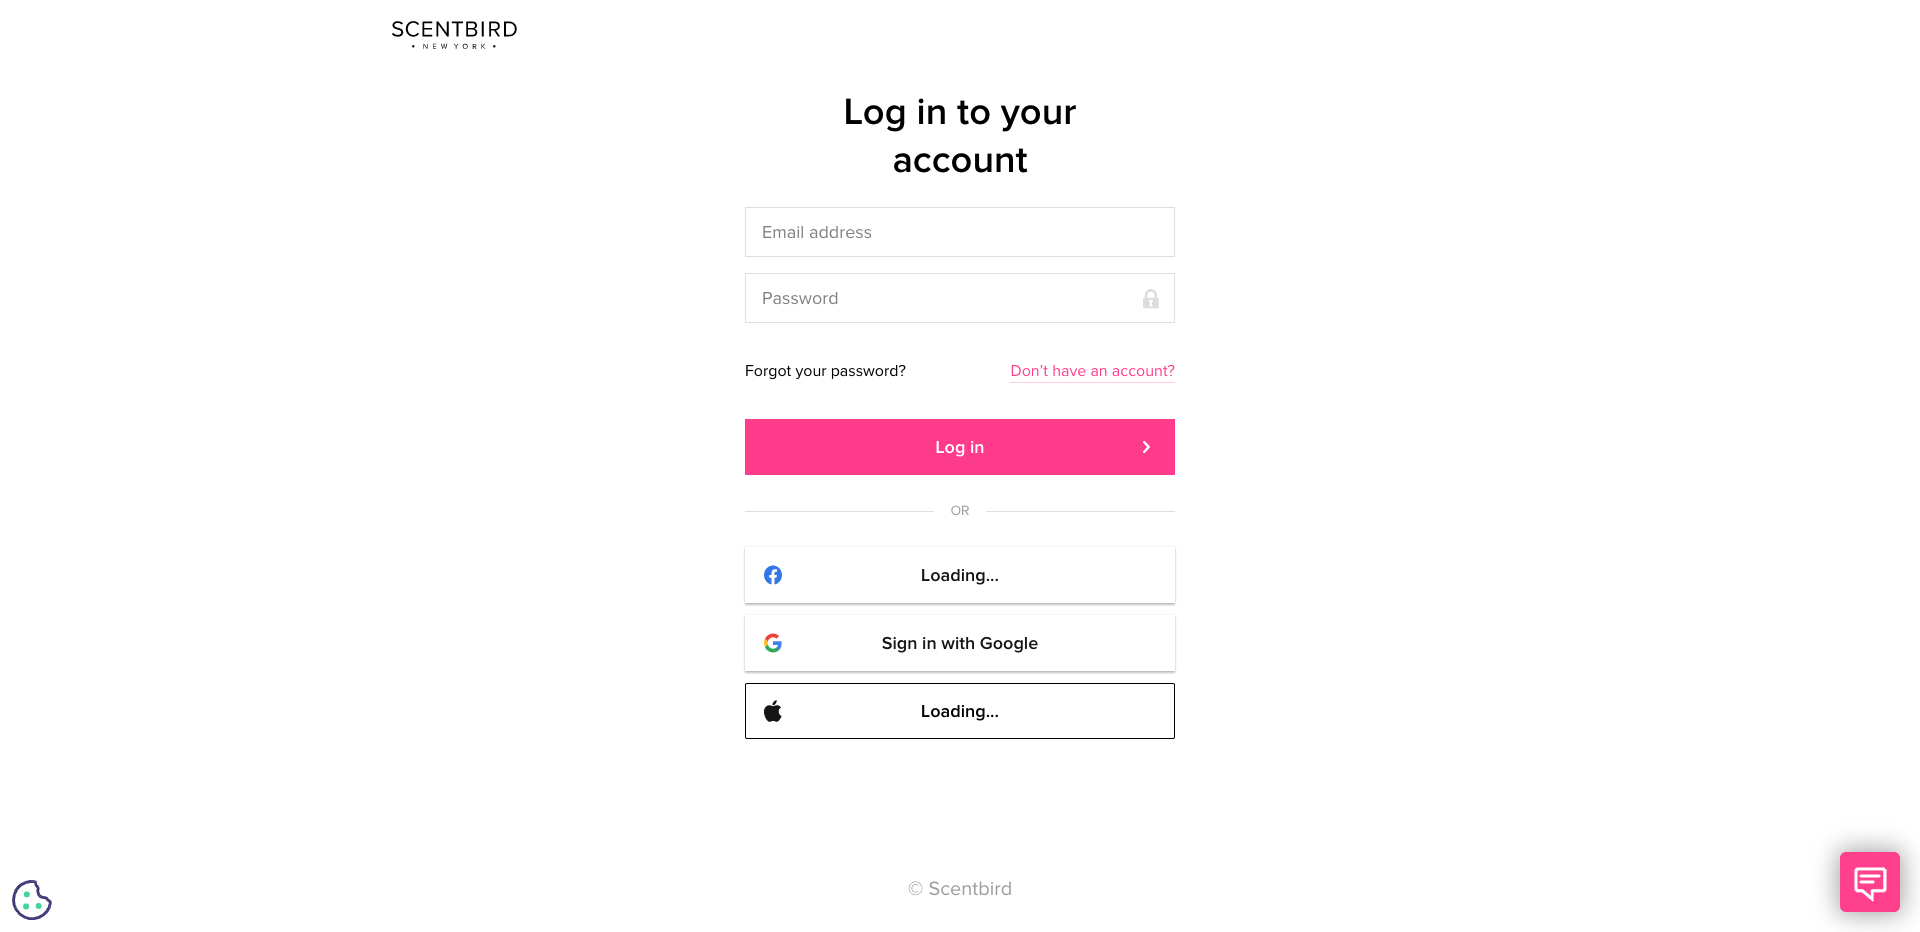 SCENTBIRD
• NEW YORK •
Log in to your
account
Email address
Password
Forgot your password?
Don't have an account?
Log in
OR
Loading...
Sign in with Google
Loading...
© Scentbird